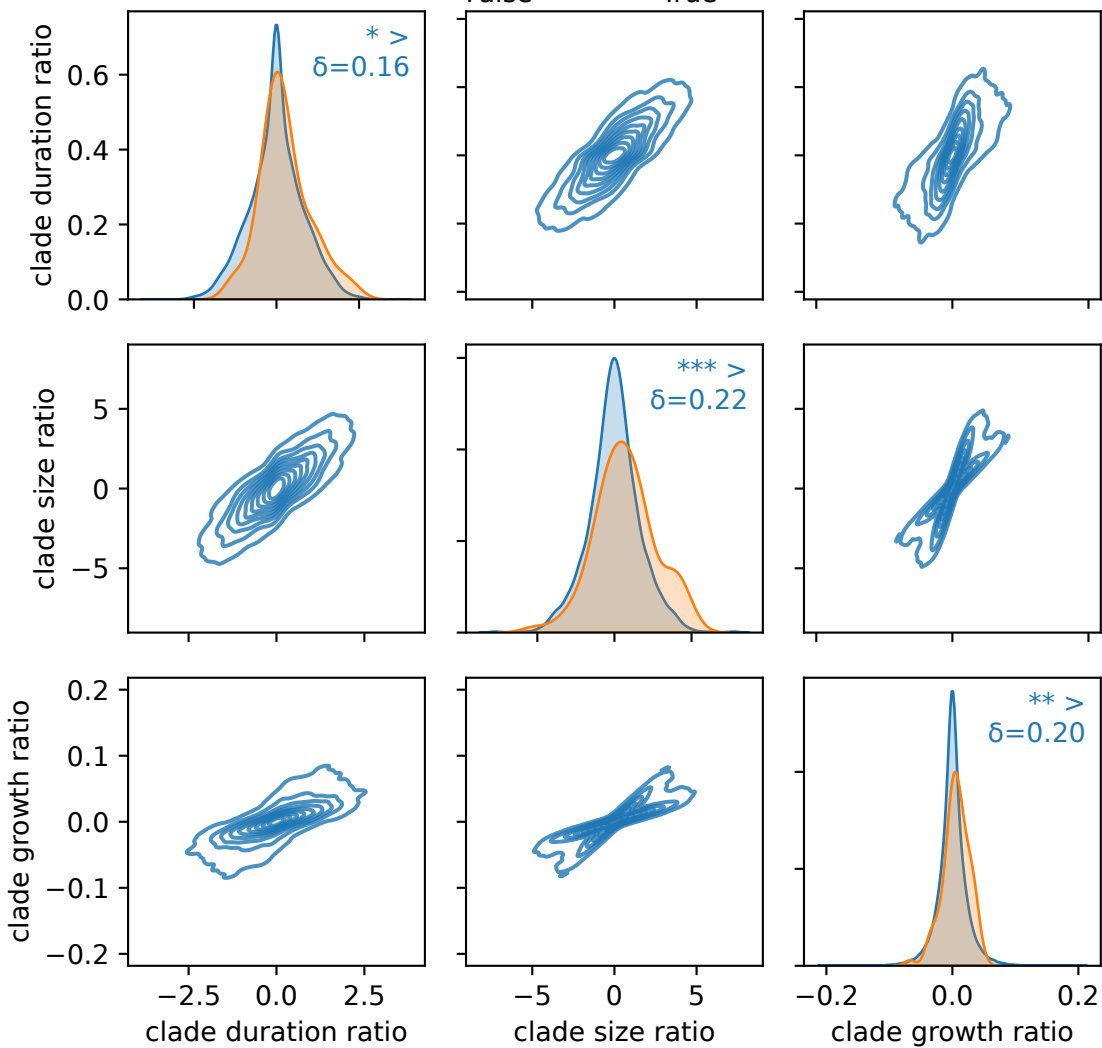 False True
clade duration ratio
0.6
0.4
0.2
0.0
* >
δ=0.16
clade size ratio
5
0
−5
*** >
δ=0.22
clade growth ratio
0.2
0.1
0.0
−0.1
−0.2
** >
δ=0.20
−2.5 0.0 2.5
−5 0 5
−0.2 0.0 0.2
clade duration ratio
clade size ratio
clade growth ratio